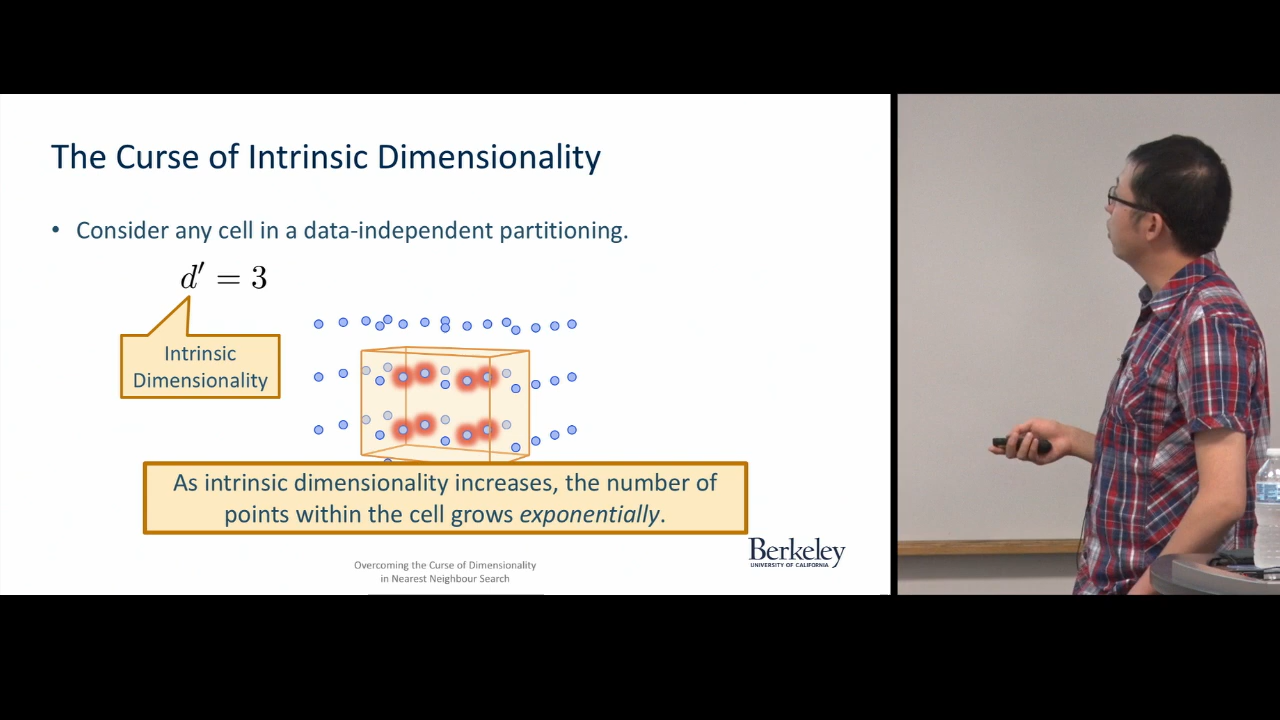 The Curse of Intrinsic Dimensionality
• Consider any cell in a data-independent partitioning.
d′ = 3
Intrinsic
Dimensionality
As intrinsic dimensionality increases, the number of
points within the cell grows exponentially.
Overcoming the Curse of Dimensionality
in Nearest Neighbour Search
Berkeley
UNIVERSITY OF CALIFORNIA